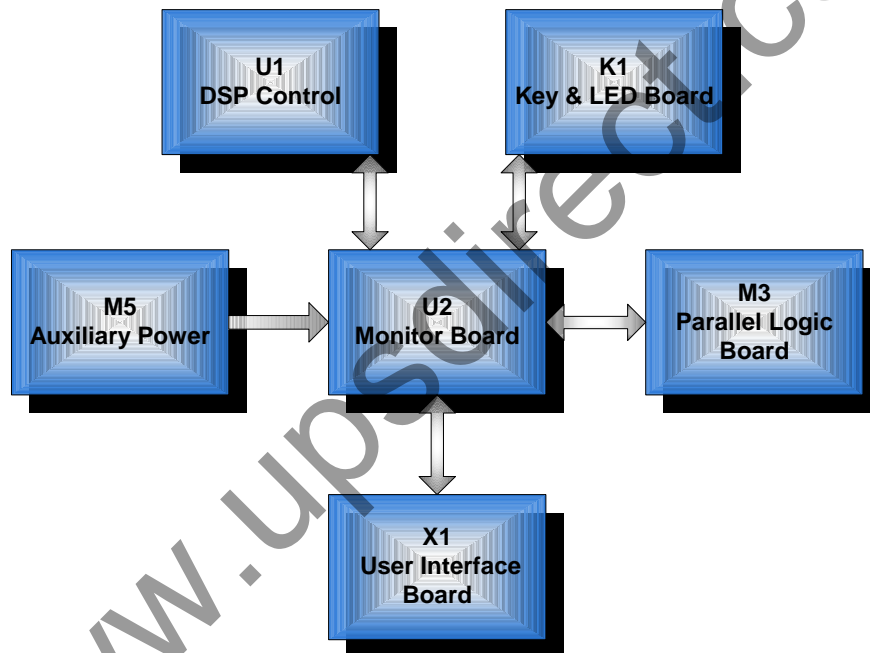 U1
DSP Control
K1
Key & LED Board
M5
Auxiliary Power
U2
Monitor Board
M3
Parallel Logic
Board
X1
User Interface
Board
www.upsdirect.co